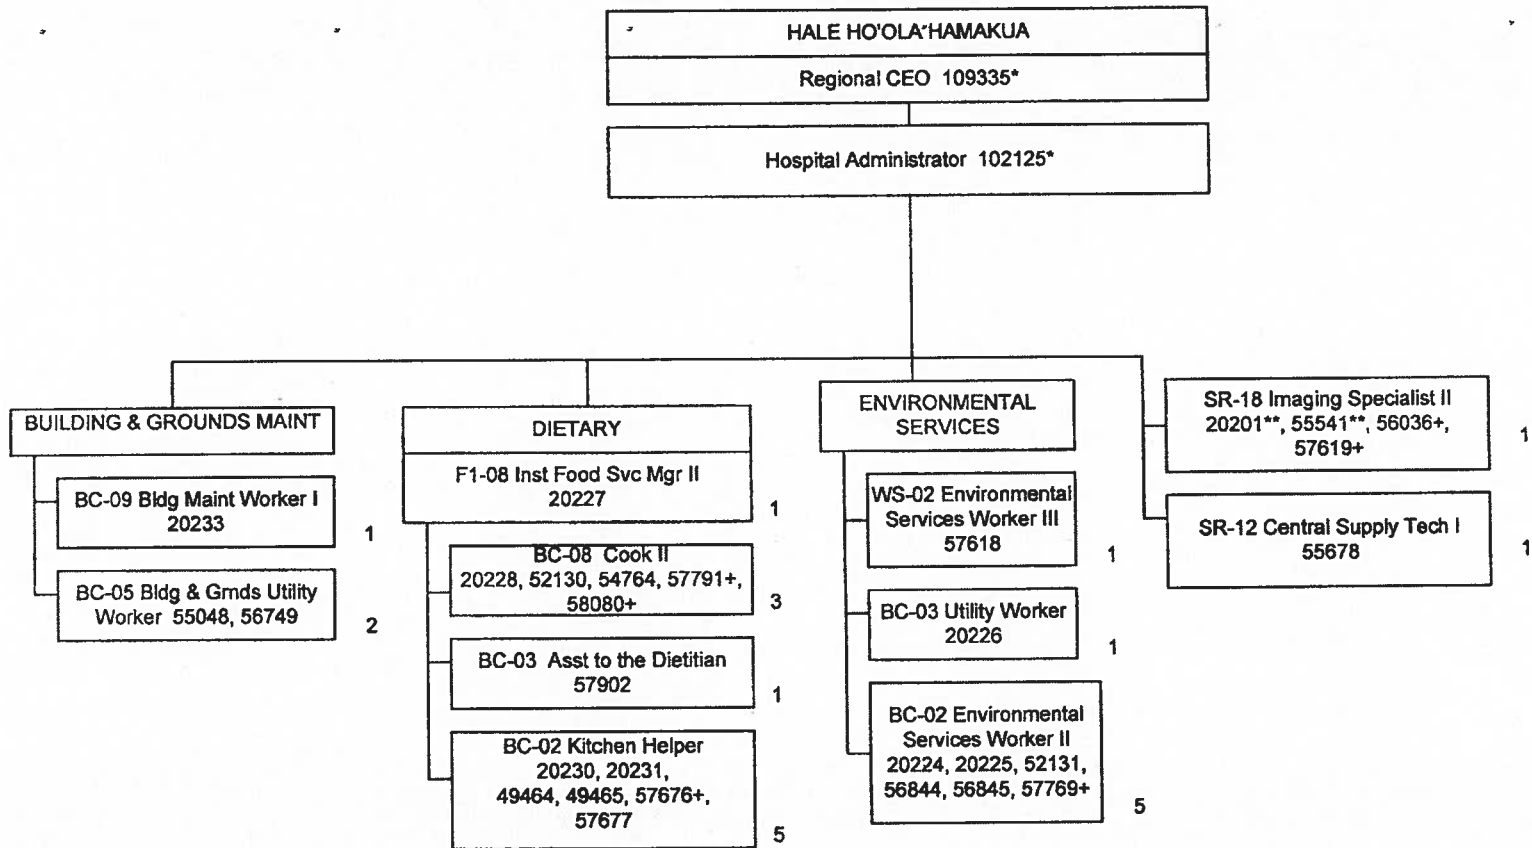 HALE HO'OLA HAMAKUA
Regional CEO 109335*
Hospital Administrator 102125*
BUILDING & GROUNDS MAINT
BC-09 Bldg Maint Worker I
20233
1
BC-05 Bldg & Grnds Utility
Worker 55048, 56749
2
DIETARY
F1-08 Inst Food Svc Mgr II
20227
1
BC-08 Cook II
20228, 52130, 54764, 57791+,
58080+
3
BC-03 Asst to the Dietitian
57902
1
BC-02 Kitchen Helper
20230, 20231,
49464, 49465, 57676+,
57677
5
ENVIRONMENTAL
SERVICES
WS-02 Environmental
Services Worker III
57618
1
BC-03 Utility Worker
20226
1
BC-02 Environmental
Services Worker II
20224, 20225, 52131,
56844, 56845, 57769+
5
SR-18 Imaging Specialist II
20201**, 55541**, 56036+,
57619+
1
SR-12 Central Supply Tech I
55678
1